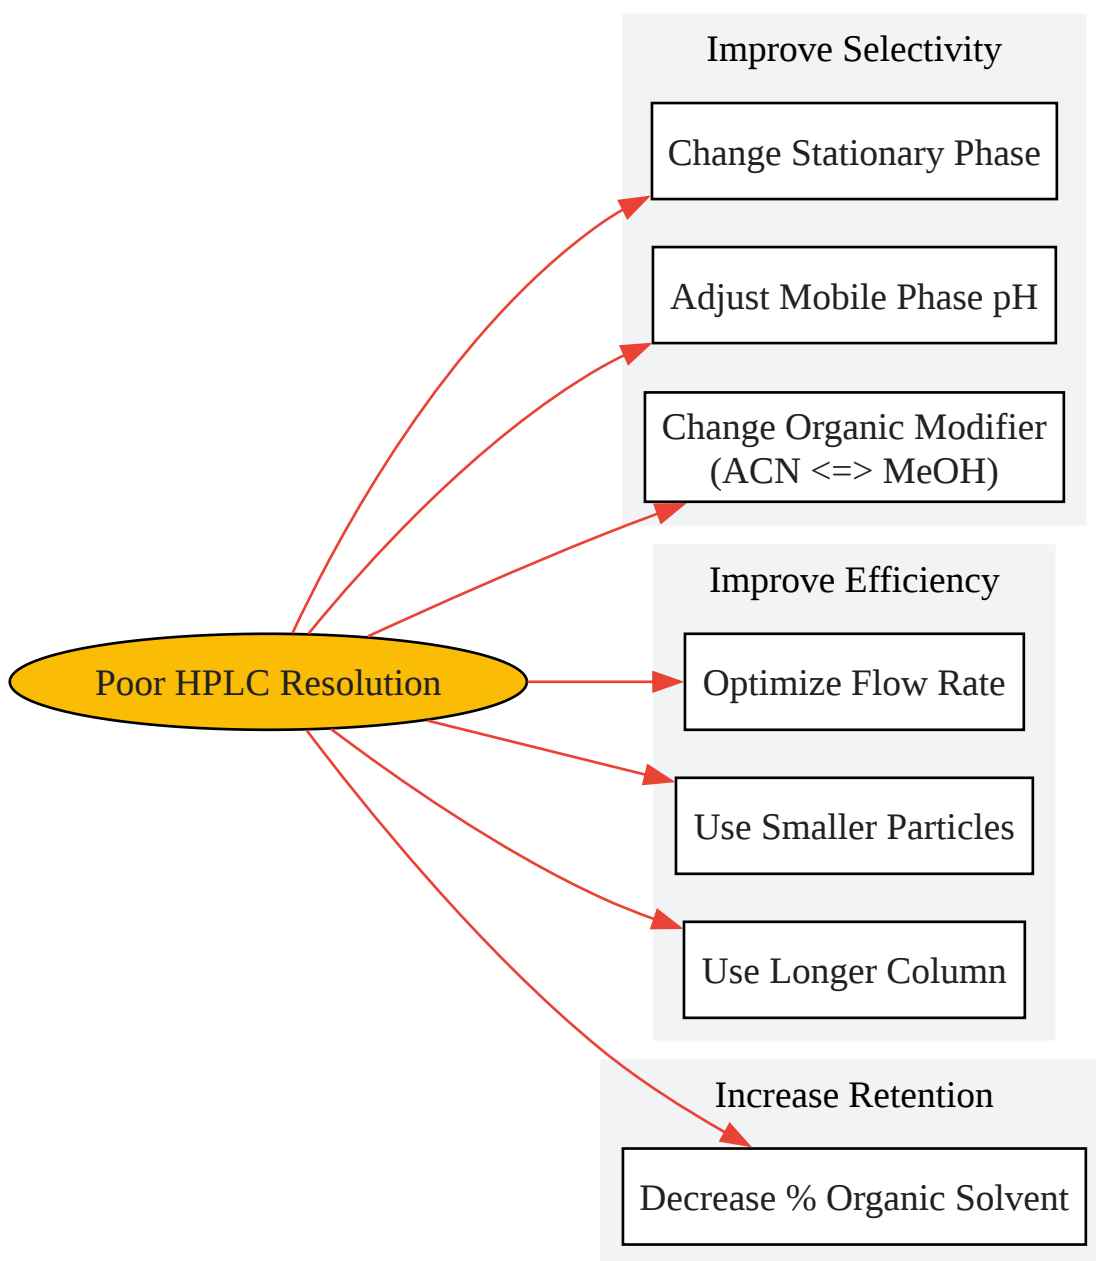 Improve Selectivity
Change Stationary Phase
Adjust Mobile Phase pH
Change Organic Modifier
(ACN <=> MeOH)
Improve Efficiency
Poor HPLC Resolution
Optimize Flow Rate
Use Smaller Particles
Use Longer Column
Increase Retention
Decrease % Organic Solvent